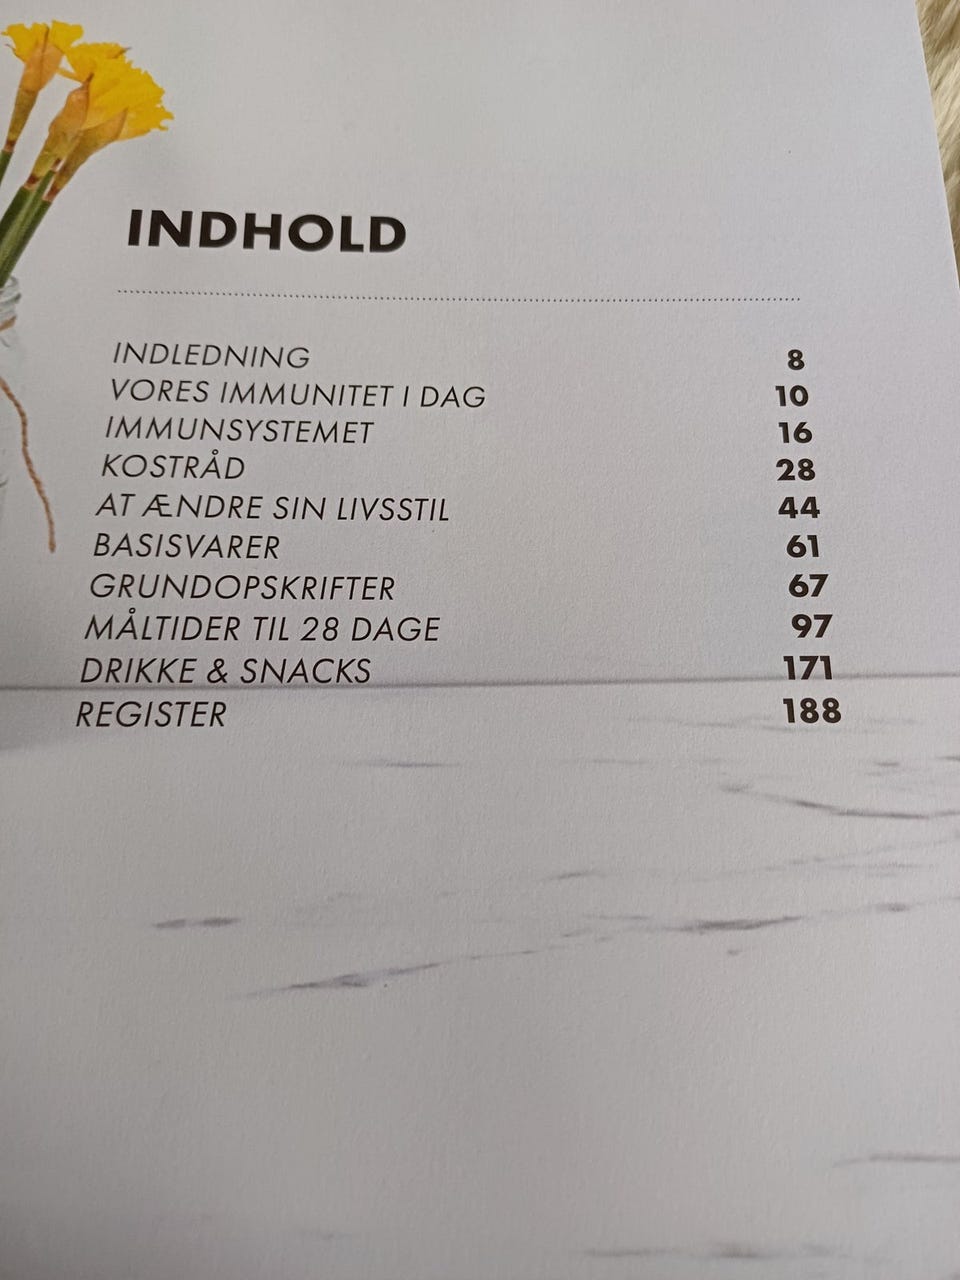 INDHOLD
INDLEDNING 8
VORES IMMUNITET I DAG 10
IMMUNSYSTEMET 16
KOSTRÅD 28
AT ÆNDRE SIN LIVSSTIL 44
BASISVARER 61
GRUNDOPSKRIFTER 67
MÅLTIDER TIL 28 DAGE 97
DRIKKE & SNACKS 171
REGISTER 188